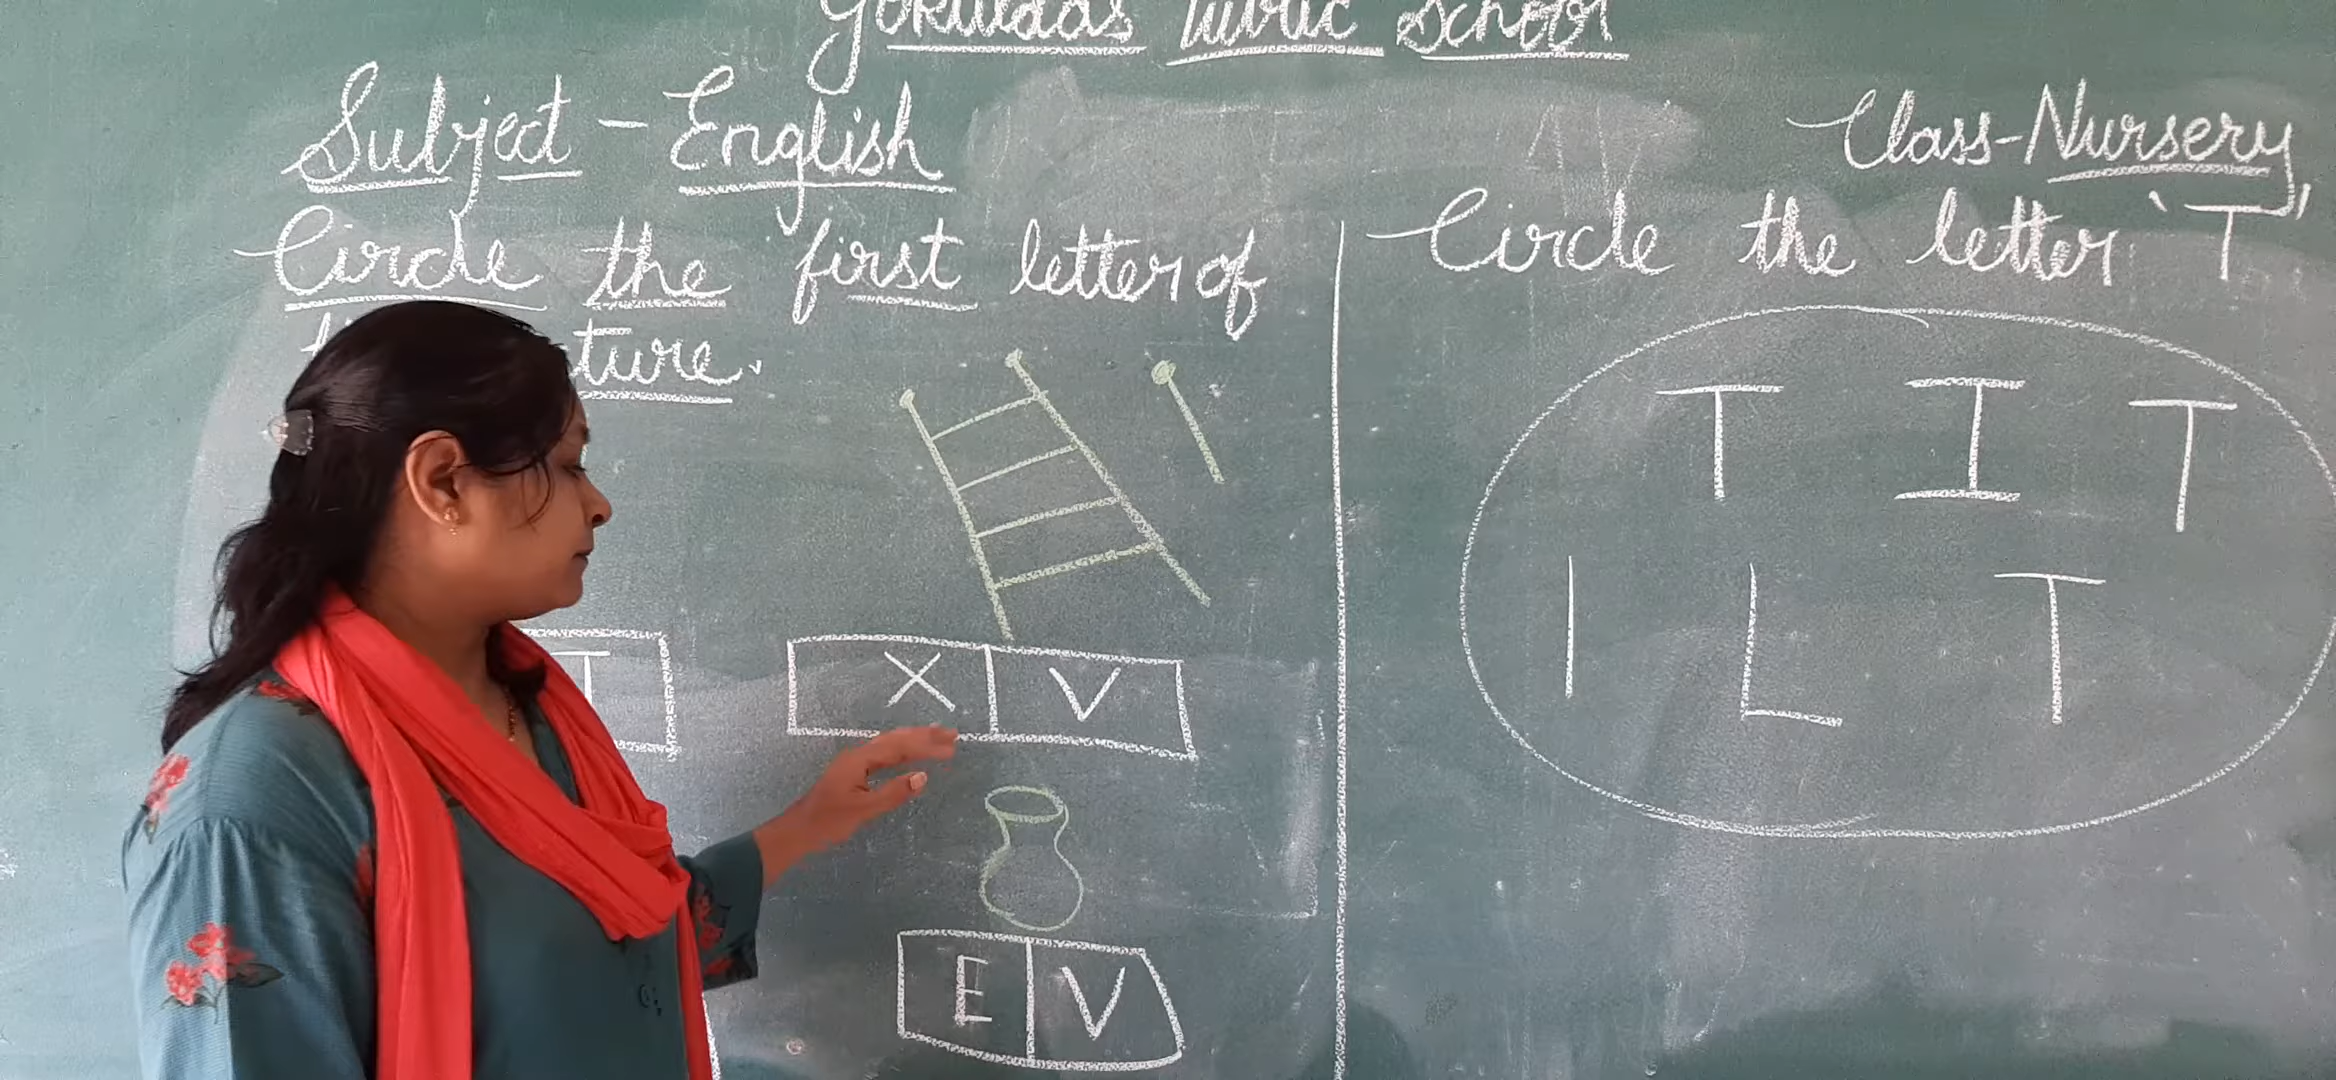 Gokuldas Public School
Subject - English
Class-Nursery
Circle the first letter of
ture.
I
X V
E V
Circle the letter 'T"
T I T
I L T